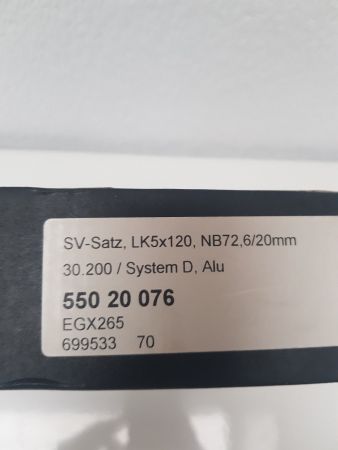 SV-Satz, LK5x120, NB72,6/20mm
30.200 / System D, Alu
550 20 076
EGX265
699533 70